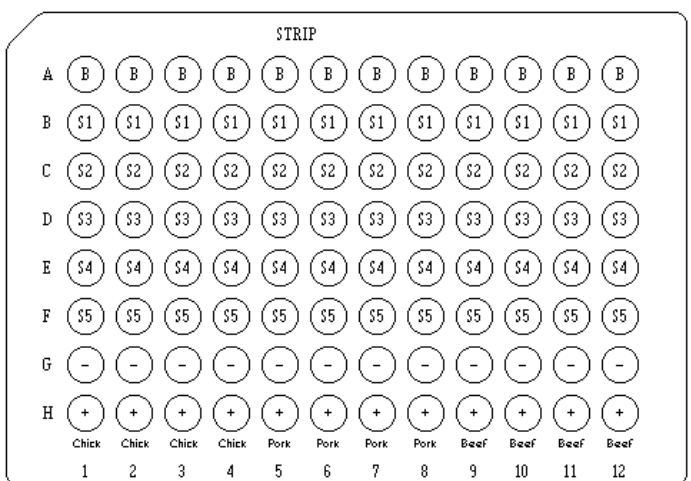 STRIP
A B B B B B B B B B B B B
B S1 S1 S1 S1 S1 S1 S1 S1 S1 S1 S1 S1
C S2 S2 S2 S2 S2 S2 S2 S2 S2 S2 S2 S2
D S3 S3 S3 S3 S3 S3 S3 S3 S3 S3 S3 S3
E S4 S4 S4 S4 S4 S4 S4 S4 S4 S4 S4 S4
F S5 S5 S5 S5 S5 S5 S5 S5 S5 S5 S5 S5
G - - - - - - - - - - - -
H + + + + + + + + + + + +
Chick Chick Chick Chick Pork Pork Pork Pork Beef Beef Beef Beef
1 2 3 4 5 6 7 8 9 10 11 12